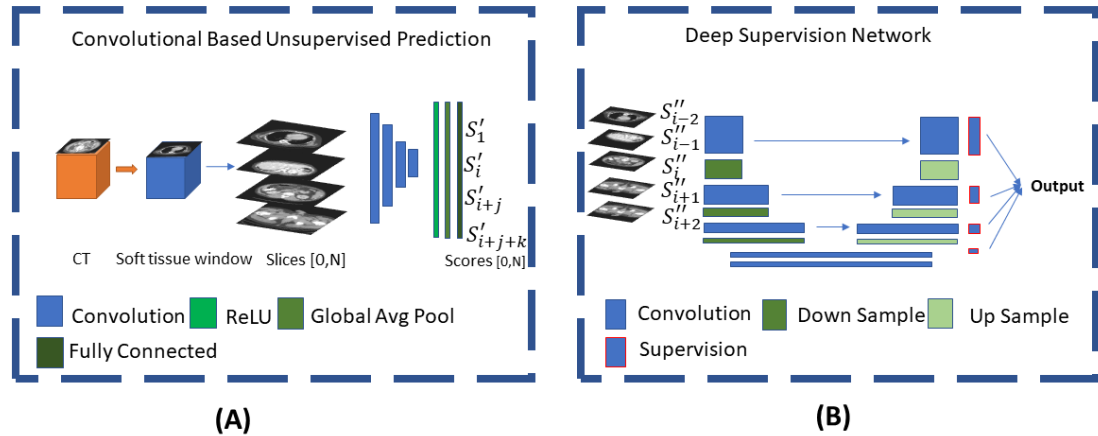 Convolutional Based Unsupervised Prediction
S′₁
S′ᵢ
S′ᵢ₊ⱼ
S′ᵢ₊ⱼ₊ₖ
CT
Soft tissue window
Slices [0,N]
Scores [0,N]
Convolution
ReLU
Global Avg Pool
Fully Connected
(A)
Deep Supervision Network
S′′ᵢ₋₂
S′′ᵢ₋₁
S′′ᵢ
S′′ᵢ₊₁
S′′ᵢ₊₂
Output
Convolution
Down Sample
Up Sample
Supervision
(B)